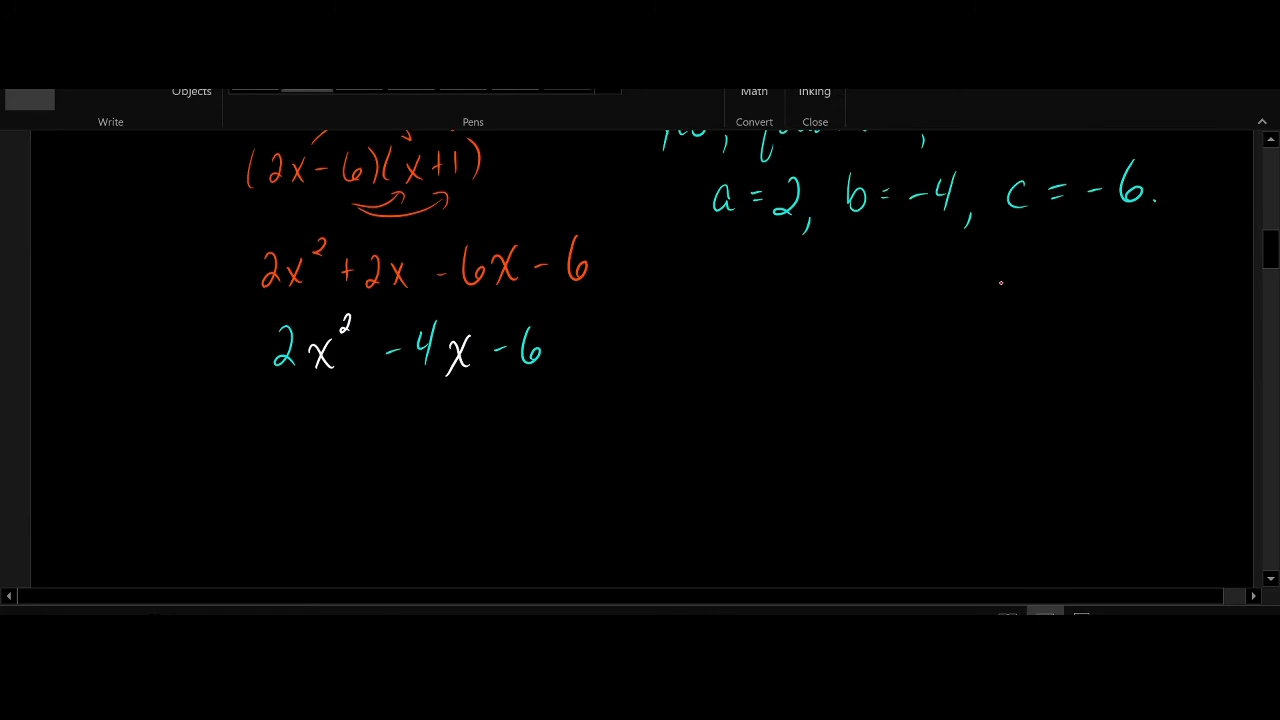 Objects Math Inking
Write Pens Convert Close
(2x - 6)(x + 1)
a = 2, b = -4, c = -6.
2x² + 2x - 6x - 6
2x² - 4x - 6